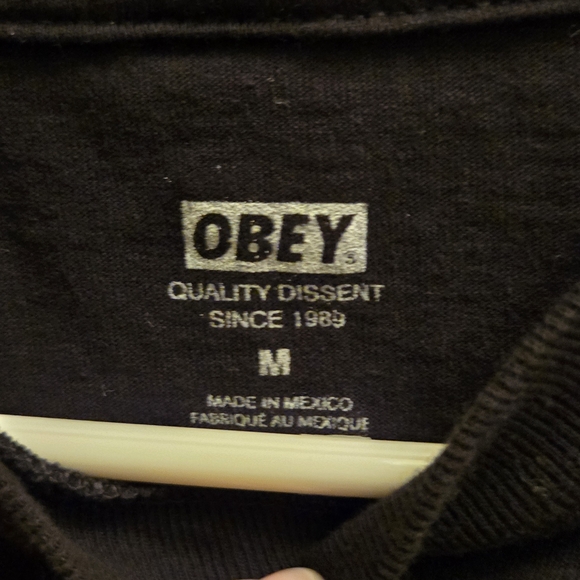 OBEY
QUALITY DISSENT
SINCE 1989
M
MADE IN MEXICO
FABRIQUÉ AU MEXIQUE